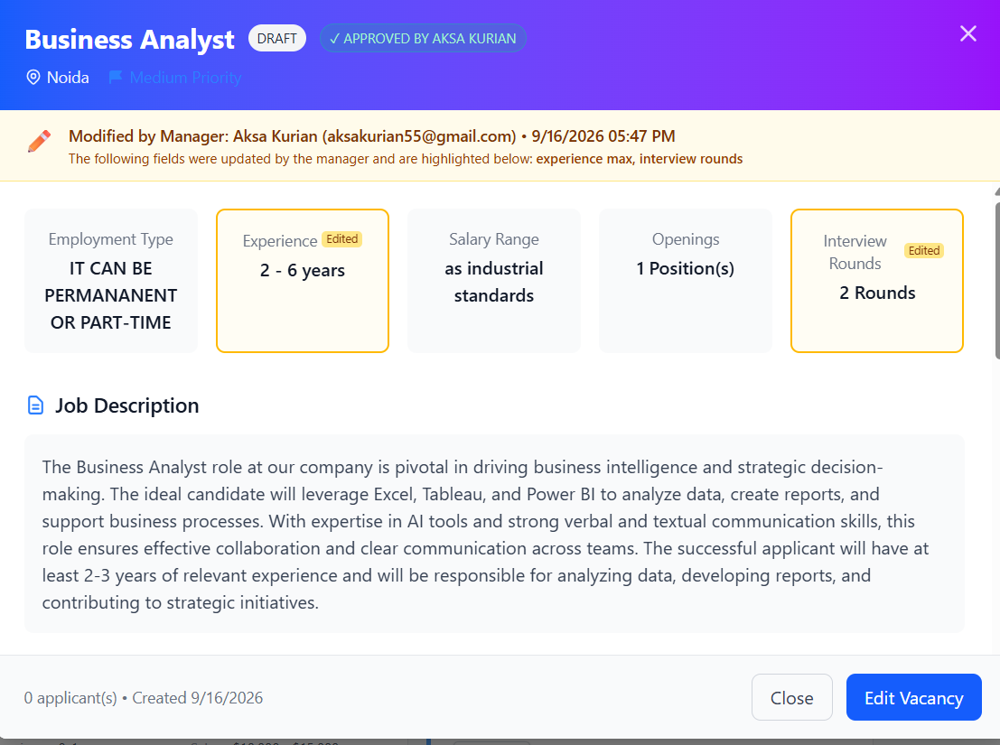 Business Analyst DRAFT ✓ APPROVED BY AKSA KURIAN
Noida Medium Priority
Modified by Manager: Aksa Kurian (aksakurian55@gmail.com) • 9/16/2026 05:47 PM
The following fields were updated by the manager and are highlighted below: experience max, interview rounds
Employment Type
IT CAN BE
PERMANANENT
OR PART-TIME
Experience Edited
2 - 6 years
Salary Range
as industrial
standards
Openings
1 Position(s)
Interview
Rounds
Edited
2 Rounds
Job Description
The Business Analyst role at our company is pivotal in driving business intelligence and strategic decision-
making. The ideal candidate will leverage Excel, Tableau, and Power BI to analyze data, create reports, and
support business processes. With expertise in AI tools and strong verbal and textual communication skills, this
role ensures effective collaboration and clear communication across teams. The successful applicant will have at
least 2-3 years of relevant experience and will be responsible for analyzing data, developing reports, and
contributing to strategic initiatives.
0 applicant(s) • Created 9/16/2026
Close
Edit Vacancy